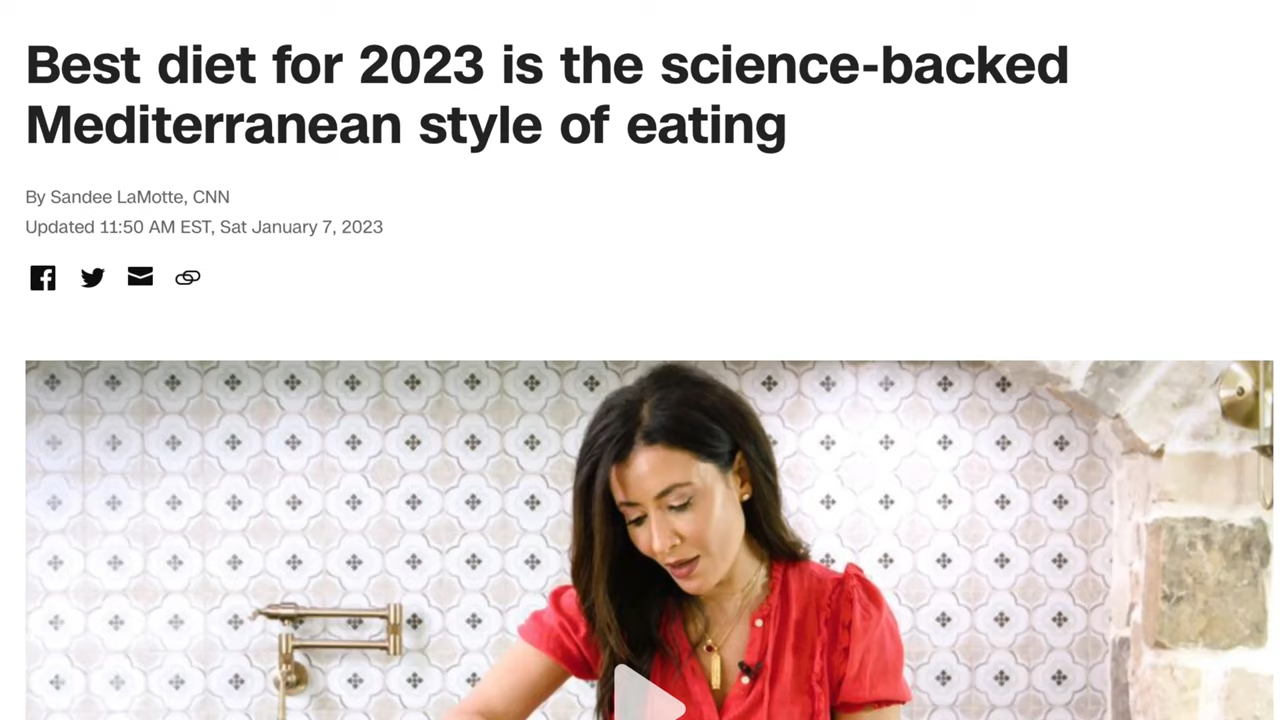 Best diet for 2023 is the science-backed
Mediterranean style of eating
By Sandee LaMotte, CNN
Updated 11:50 AM EST, Sat January 7, 2023